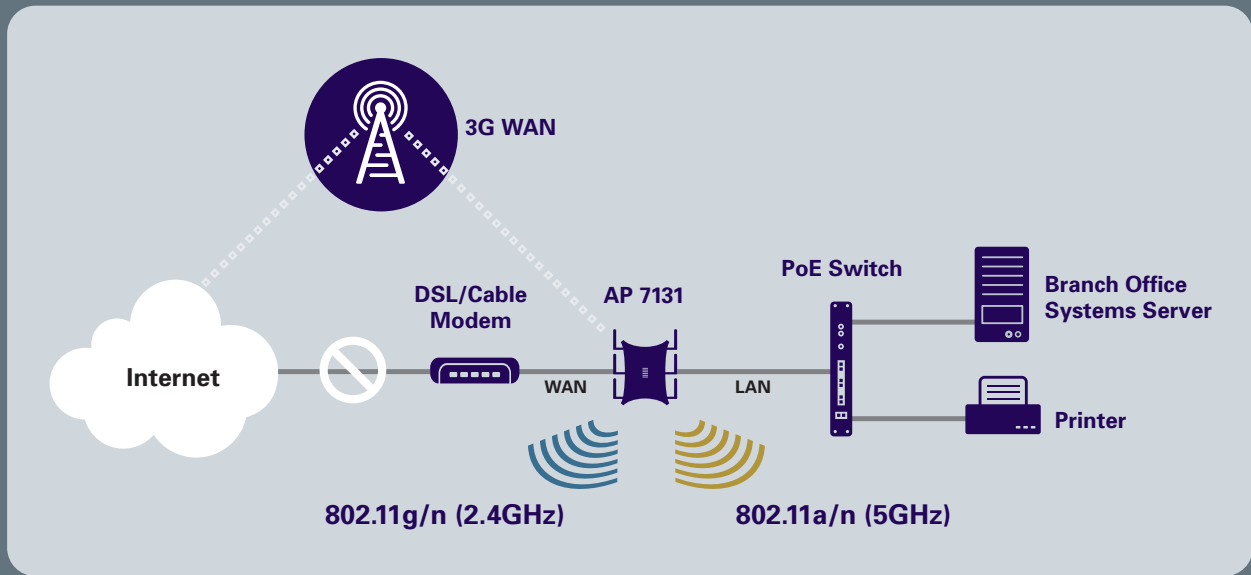 3G WAN
DSL/Cable
Modem
AP 7131
PoE Switch
Branch Office
Systems Server
Internet
WAN
LAN
Printer
802.11g/n (2.4GHz)
802.11a/n (5GHz)